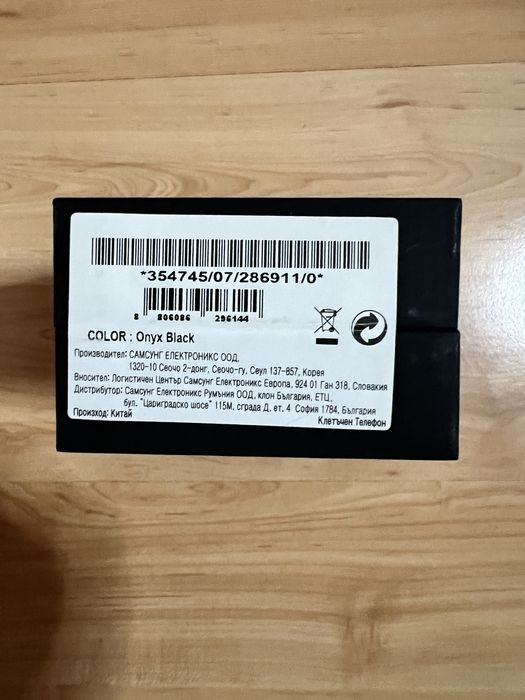 *354745/07/286911/0*
8 806086 296144
COLOR : Onyx Black
Производител: САМСУНГ ЕЛЕКТРОНИКС ООД,
1320-10 Сеочо 2-донг, Сеочо-гу, Сеул 137-857, Корея
Вносител: Логистичен Център Самсунг Електроникс Европа, 924 01 Ган 318, Словакия
Дистрибутор: Самсунг Електроникс Румъния ООД, клон България, ЕТЦ,
бул. "Цариградско шосе" 115М, сграда Д, ет. 4 София 1784, България
Произход: Китай
Клетъчен Телефон